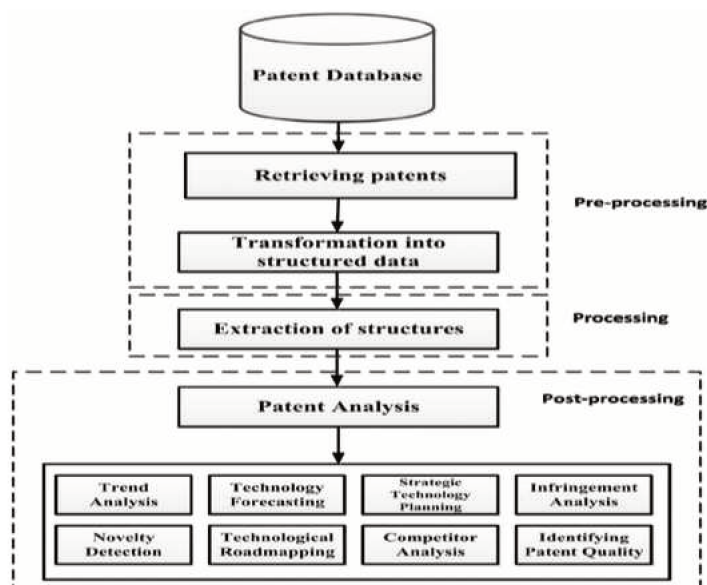 Patent Database
Retrieving patents
Pre-processing
Transformation into
structured data
Extraction of structures
Processing
Patent Analysis
Post-processing
Trend
Analysis
Technology
Forecasting
Strategic
Technology
Planning
Infringement
Analysis
Novelty
Detection
Technological
Roadmapping
Competitor
Analysis
Identifying
Patent Quality